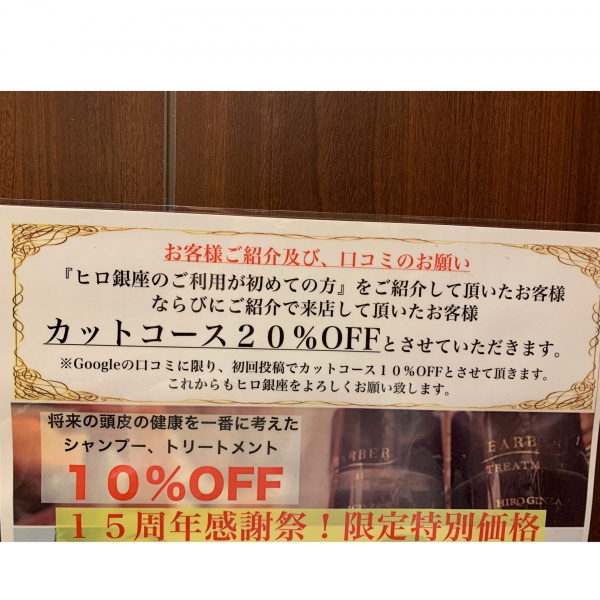 お客様ご紹介及び、口コミのお願い
『ヒロ銀座のご利用が初めての方』をご紹介して頂いたお客様
ならびにご紹介で来店して頂いたお客様
カットコース２０%OFFとさせていただきます。
※Googleの口コミに限り、初回投稿でカットコース１０%OFFとさせて頂きます。
これからもヒロ銀座をよろしくお願い致します。
将来の頭皮の健康を一番に考えた
シャンプー、トリートメント
１０%OFF
BARBER
BARBER
TREATM
HIRO GINZA
１５周年感謝祭！限定特別価格